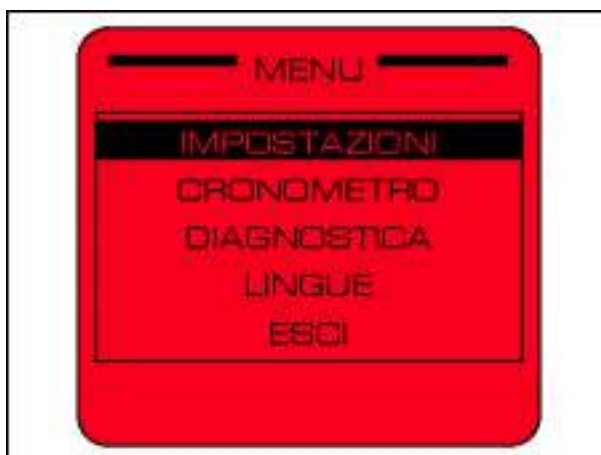 MENU
IMPOSTAZIONI
CRONOMETRO
DIAGNOSTICA
LINGUE
ESCI